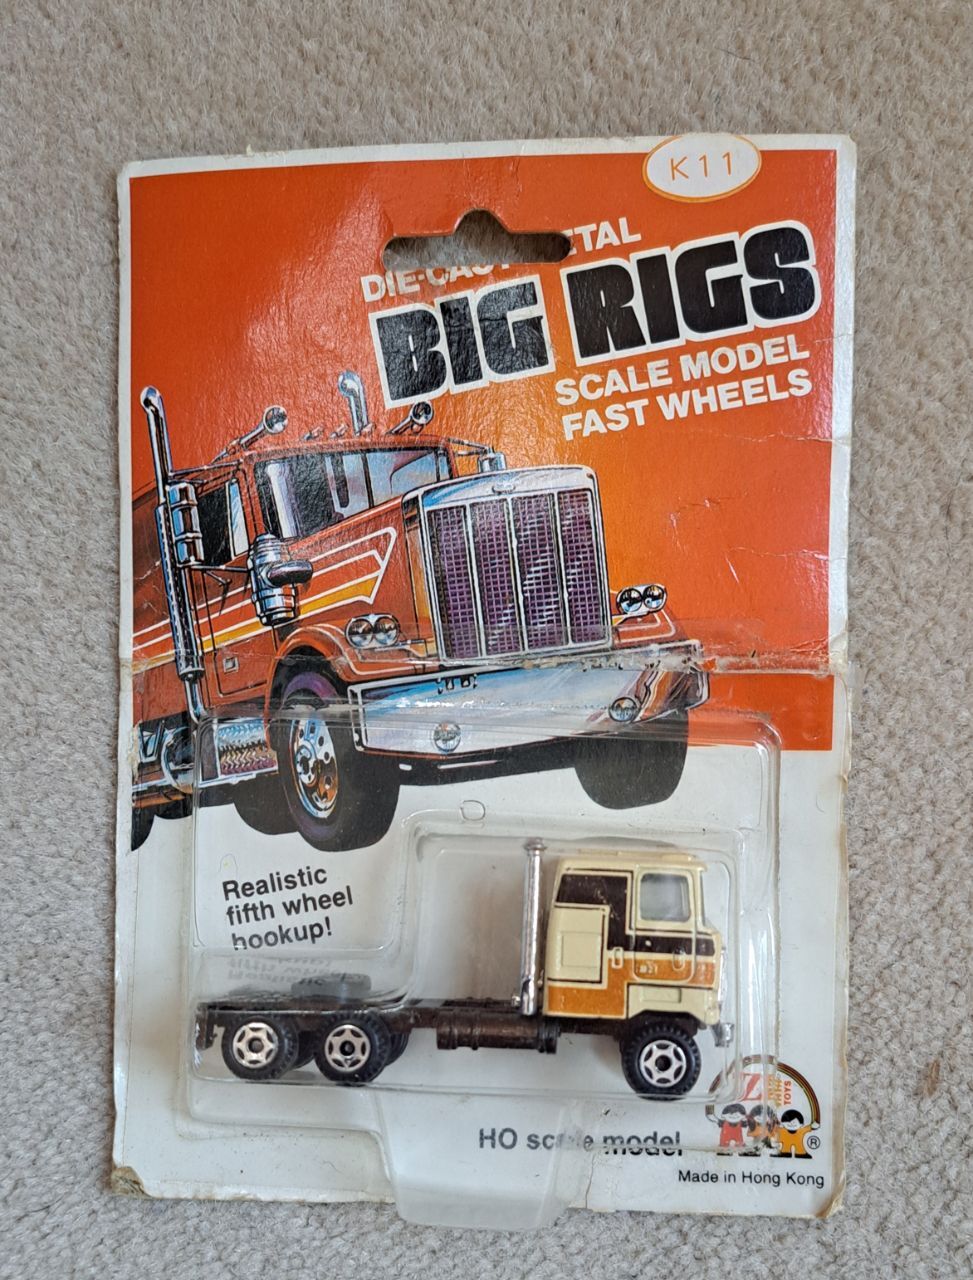 K11
DIE-CAST METAL
BIG RIGS
SCALE MODEL
FAST WHEELS
Realistic
fifth wheel
hookup!
Z
TOYS
®
HO scale model
Made in Hong Kong